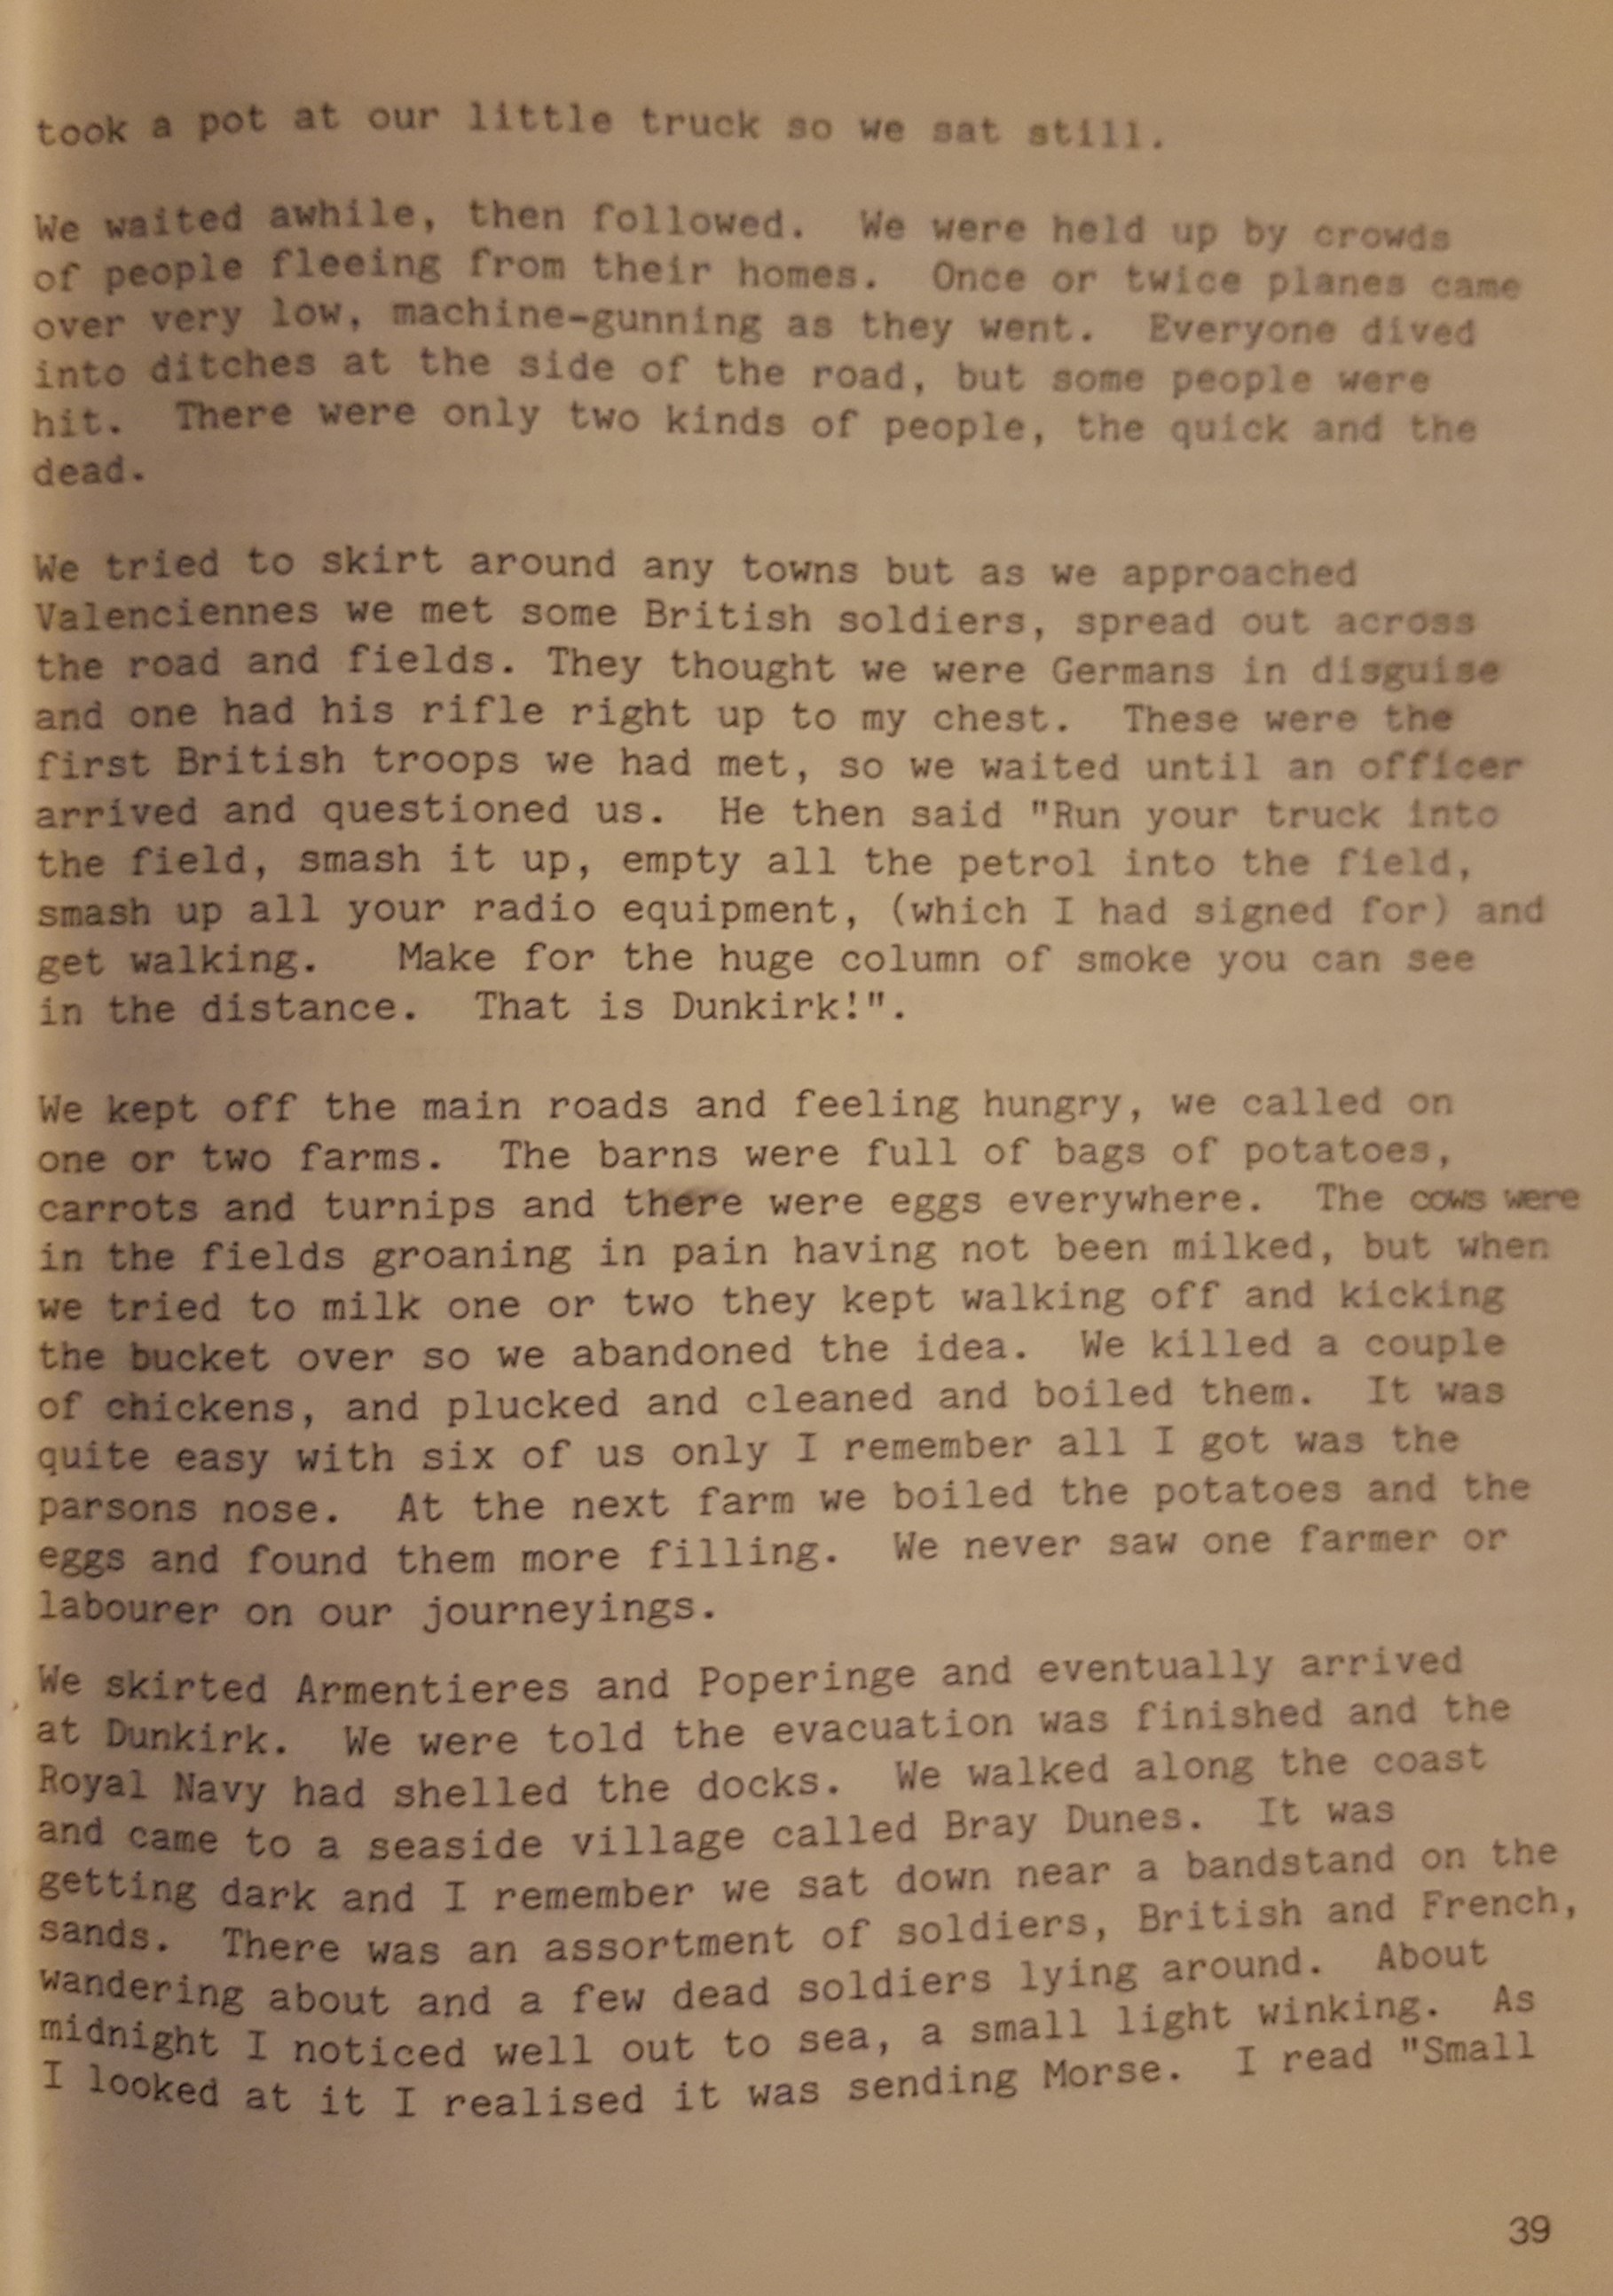 took a pot at our little truck so we sat still.
We waited awhile, then followed. We were held up by crowds
of people fleeing from their homes. Once or twice planes came
over very low, machine-gunning as they went. Everyone dived
into ditches at the side of the road, but some people were
hit. There were only two kinds of people, the quick and the
dead.
We tried to skirt around any towns but as we approached
Valenciennes we met some British soldiers, spread out across
the road and fields. They thought we were Germans in disguise
and one had his rifle right up to my chest. These were the
first British troops we had met, so we waited until an officer
arrived and questioned us. He then said "Run your truck into
the field, smash it up, empty all the petrol into the field,
smash up all your radio equipment, (which I had signed for) and
get walking. Make for the huge column of smoke you can see
in the distance. That is Dunkirk!".
We kept off the main roads and feeling hungry, we called on
one or two farms. The barns were full of bags of potatoes,
carrots and turnips and there were eggs everywhere. The cows were
in the fields groaning in pain having not been milked, but when
we tried to milk one or two they kept walking off and kicking
the bucket over so we abandoned the idea. We killed a couple
of chickens, and plucked and cleaned and boiled them. It was
quite easy with six of us only I remember all I got was the
parsons nose. At the next farm we boiled the potatoes and the
eggs and found them more filling. We never saw one farmer or
labourer on our journeyings.
We skirted Armentieres and Poperinge and eventually arrived
at Dunkirk. We were told the evacuation was finished and the
Royal Navy had shelled the docks. We walked along the coast
and came to a seaside village called Bray Dunes. It was
getting dark and I remember we sat down near a bandstand on the
sands. There was an assortment of soldiers, British and French,
wandering about and a few dead soldiers lying around. About
midnight I noticed well out to sea, a small light winking. As
I looked at it I realised it was sending Morse. I read "Small
39